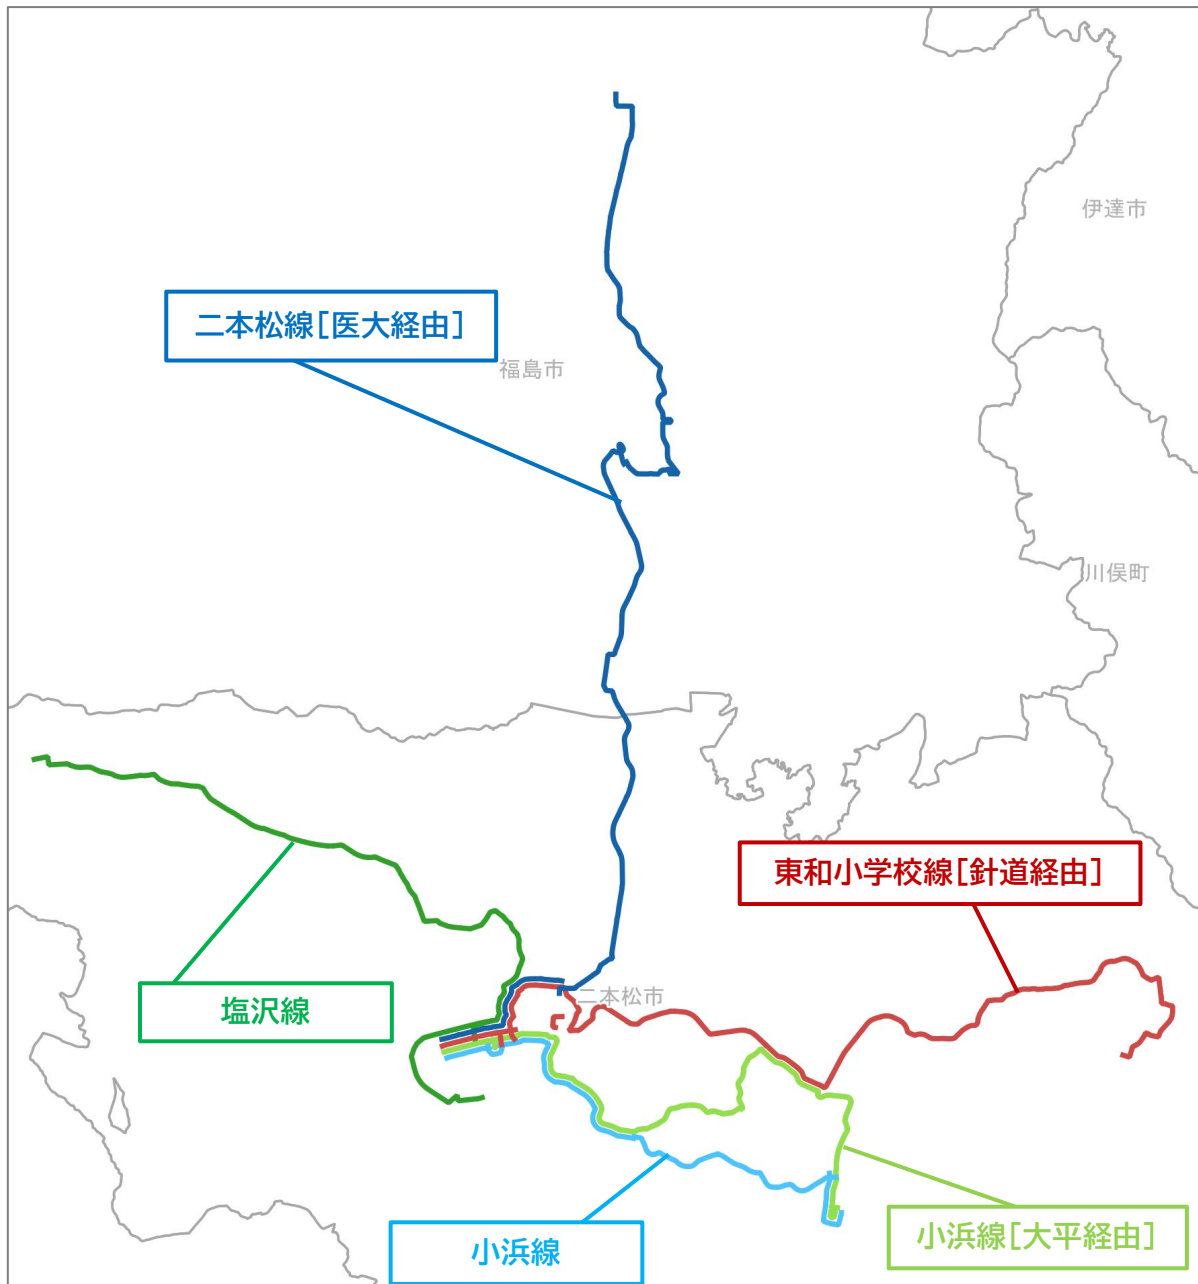 伊達市
二本松線[医大経由]
福島市
川俣町
東和小学校線[針道経由]
二本松市
塩沢線
小浜線
小浜線[大平経由]